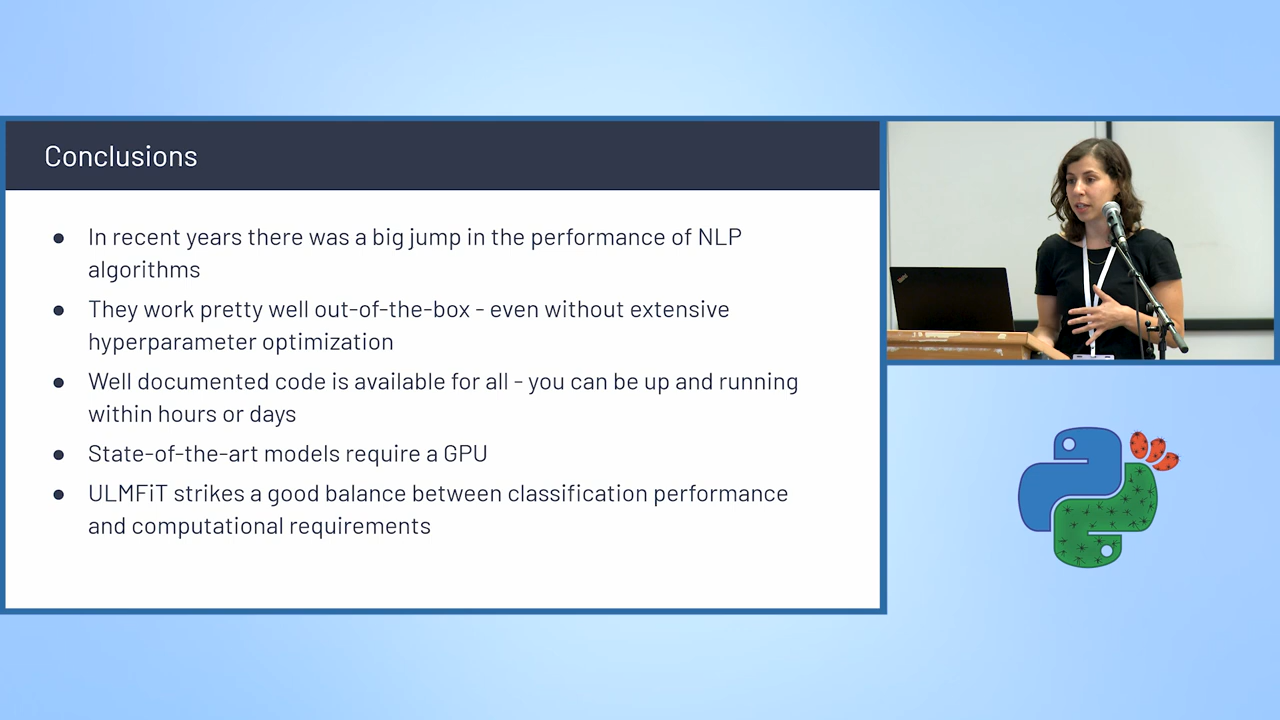 Conclusions
● In recent years there was a big jump in the performance of NLP
algorithms
● They work pretty well out-of-the-box - even without extensive
hyperparameter optimization
● Well documented code is available for all - you can be up and running
within hours or days
● State-of-the-art models require a GPU
● ULMFiT strikes a good balance between classification performance
and computational requirements